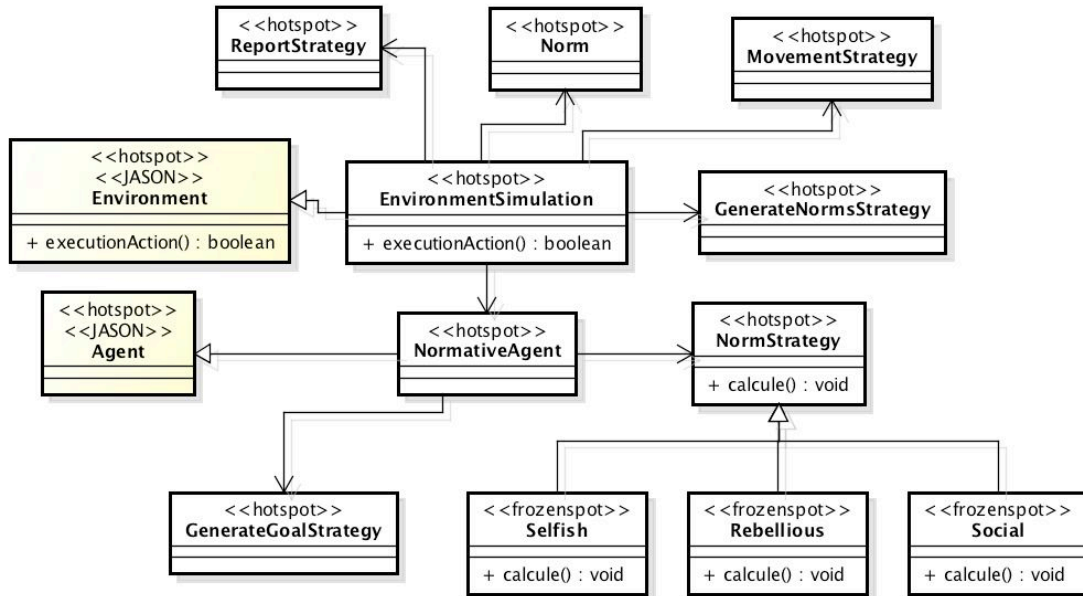 <<hotspot>>
ReportStrategy
<<hotspot>>
Norm
<<hotspot>>
MovementStrategy
<<hotspot>>
<<JASON>>
Environment
+ executionAction() : boolean
<<hotspot>>
EnvironmentSimulation
+ executionAction() : boolean
<<hotspot>>
GenerateNormsStrategy
<<hotspot>>
<<JASON>>
Agent
<<hotspot>>
NormativeAgent
<<hotspot>>
NormStrategy
+ calcule() : void
<<hotspot>>
GenerateGoalStrategy
<<frozenspot>>
Selfish
+ calcule() : void
<<frozenspot>>
Rebellious
+ calcule() : void
<<frozenspot>>
Social
+ calcule() : void